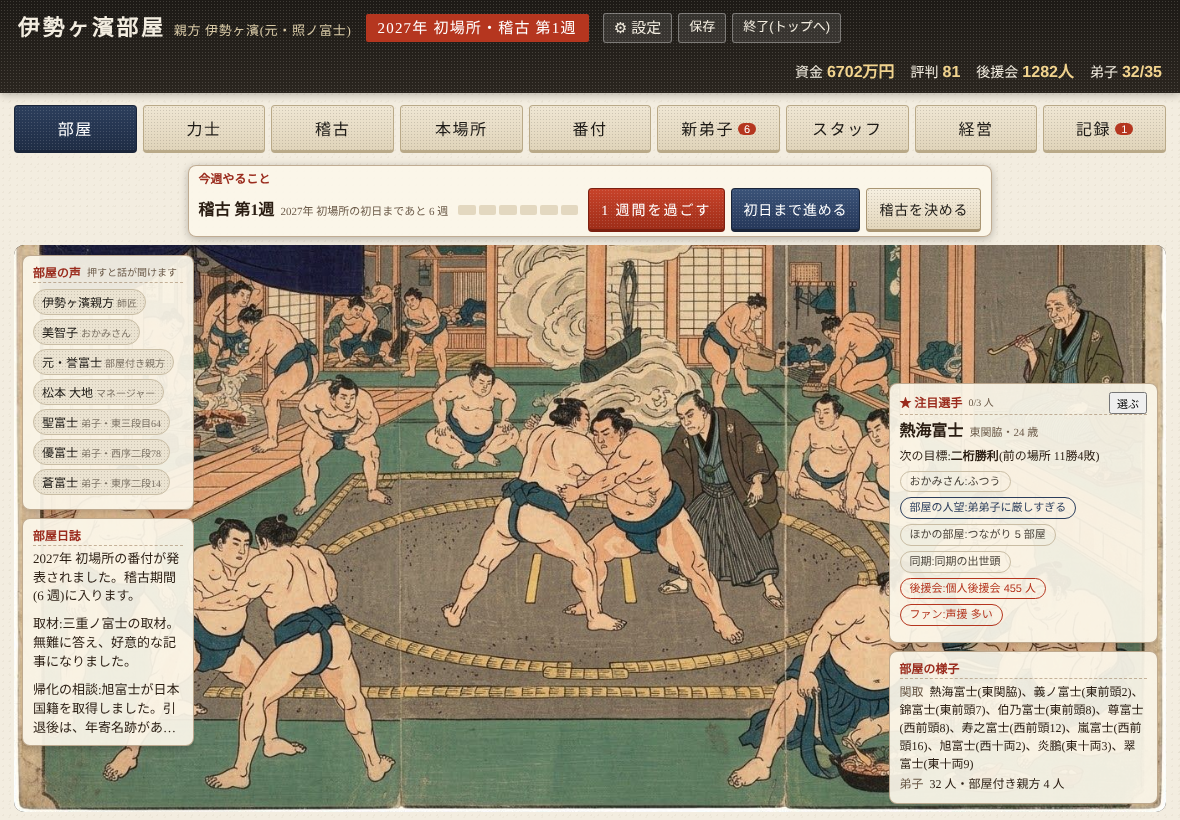 伊勢ヶ濱部屋 親方 伊勢ヶ濱(元・照ノ富士) 2027年 初場所・稽古 第1週 ⚙ 設定 保存 終了(トップへ)
資金 6702万円 評判 81 後援会 1282人 弟子 32/35
部屋 力士 稽古 本場所 番付 新弟子 6 スタッフ 経営 記録 1
今週やること
稽古 第1週 2027年 初場所の初日まであと 6 週 1 週間を過ごす 初日まで進める 稽古を決める
部屋の声 押すと話が聞けます
伊勢ヶ濱親方 師匠
美智子 おかみさん
元・誉富士 部屋付き親方
松本 大地 マネージャー
聖富士 弟子・東三段目64
優富士 弟子・西序二段78
蒼富士 弟子・東序二段14
部屋日誌
2027年 初場所の番付が発
表されました。稽古期間
(6 週)に入ります。
取材:三重ノ富士の取材。
無難に答え、好意的な記
事になりました。
帰化の相談:旭富士が日本
国籍を取得しました。引
退後は、年寄名跡があ…
★ 注目選手 0/3 人 選ぶ
熱海富士 東関脇・24 歳
次の目標:二桁勝利(前の場所 11勝4敗)
おかみさん:ふつう
部屋の人望:弟弟子に厳しすぎる
ほかの部屋:つながり 5 部屋
同期:同期の出世頭
後援会:個人後援会 455 人
ファン:声援 多い
部屋の様子
関取 熱海富士(東関脇)、義ノ富士(東前頭2)、
錦富士(東前頭7)、伯乃富士(東前頭8)、尊富士
(西前頭8)、寿之富士(西前頭12)、嵐富士(西前
頭16)、旭富士(西十両2)、炎鵬(東十両3)、翠
富士(東十両9)
弟子 32 人・部屋付き親方 4 人